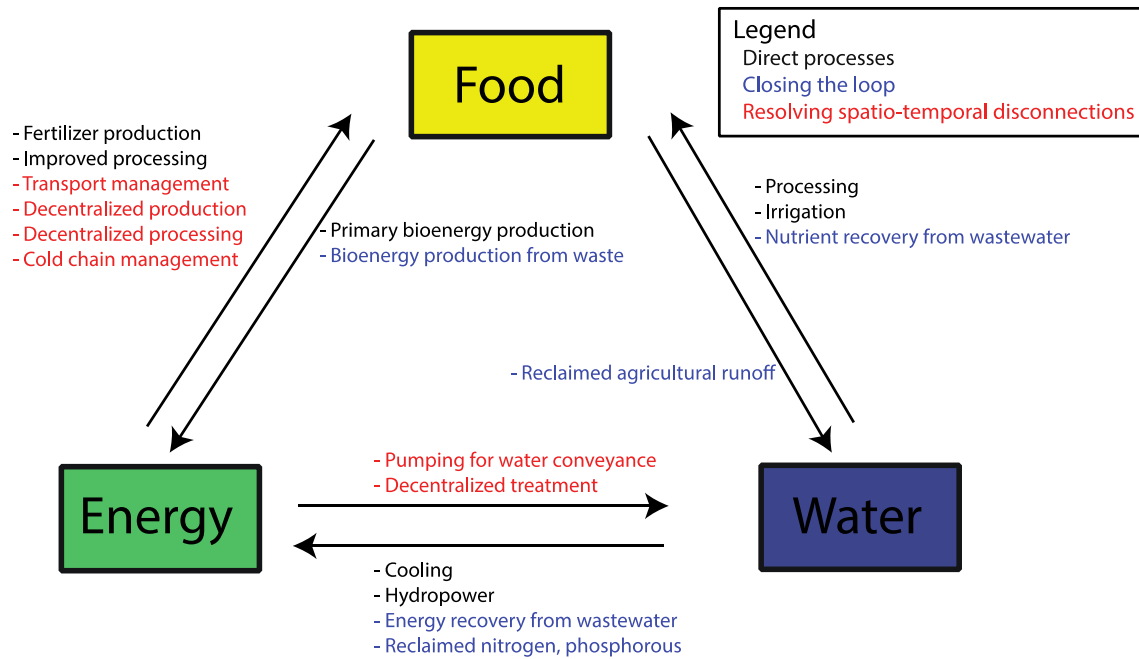 Food
Legend
Direct processes
Closing the loop
Resolving spatio-temporal disconnections
- Fertilizer production
- Improved processing
- Transport management
- Decentralized production
- Decentralized processing
- Cold chain management
- Primary bioenergy production
- Bioenergy production from waste
- Processing
- Irrigation
- Nutrient recovery from wastewater
- Reclaimed agricultural runoff
- Pumping for water conveyance
- Decentralized treatment
Energy
Water
- Cooling
- Hydropower
- Energy recovery from wastewater
- Reclaimed nitrogen, phosphorous